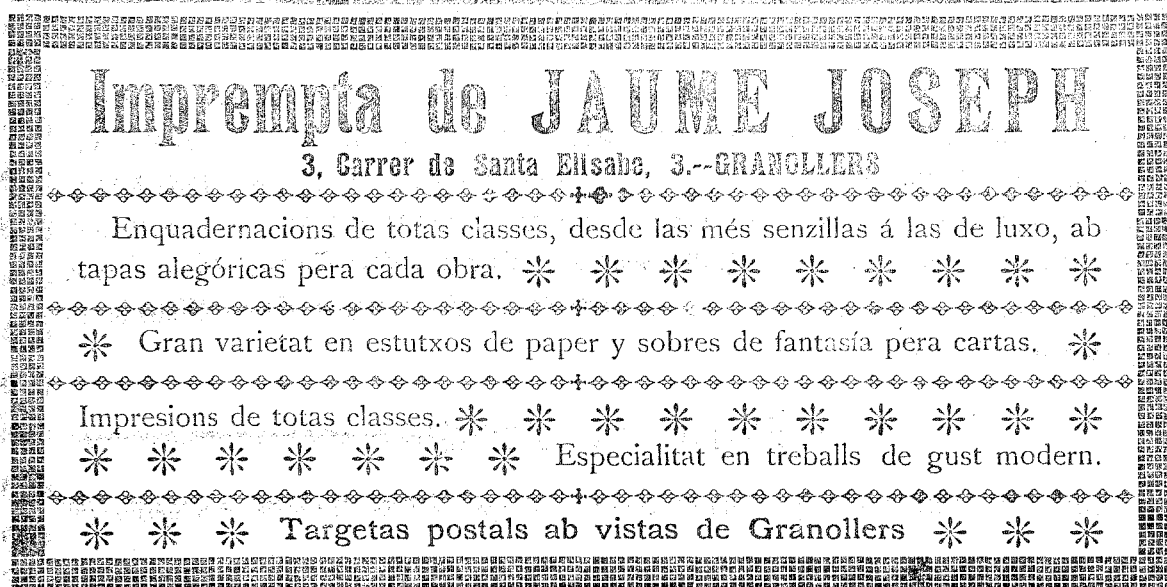 Imprempta de JAUME JOSEPH
3, Carrer de Santa Elisabe, 3.--GRANOLLERS
Enquadernacions de totas classes, desde las més senzillas á las de luxo, ab
tapas alegóricas pera cada obra.
Gran varietat en estutxos de paper y sobres de fantasía pera cartas.
Impresions de totas classes.
Especialitat en treballs de gust modern.
Targetas postals ab vistas de Granollers